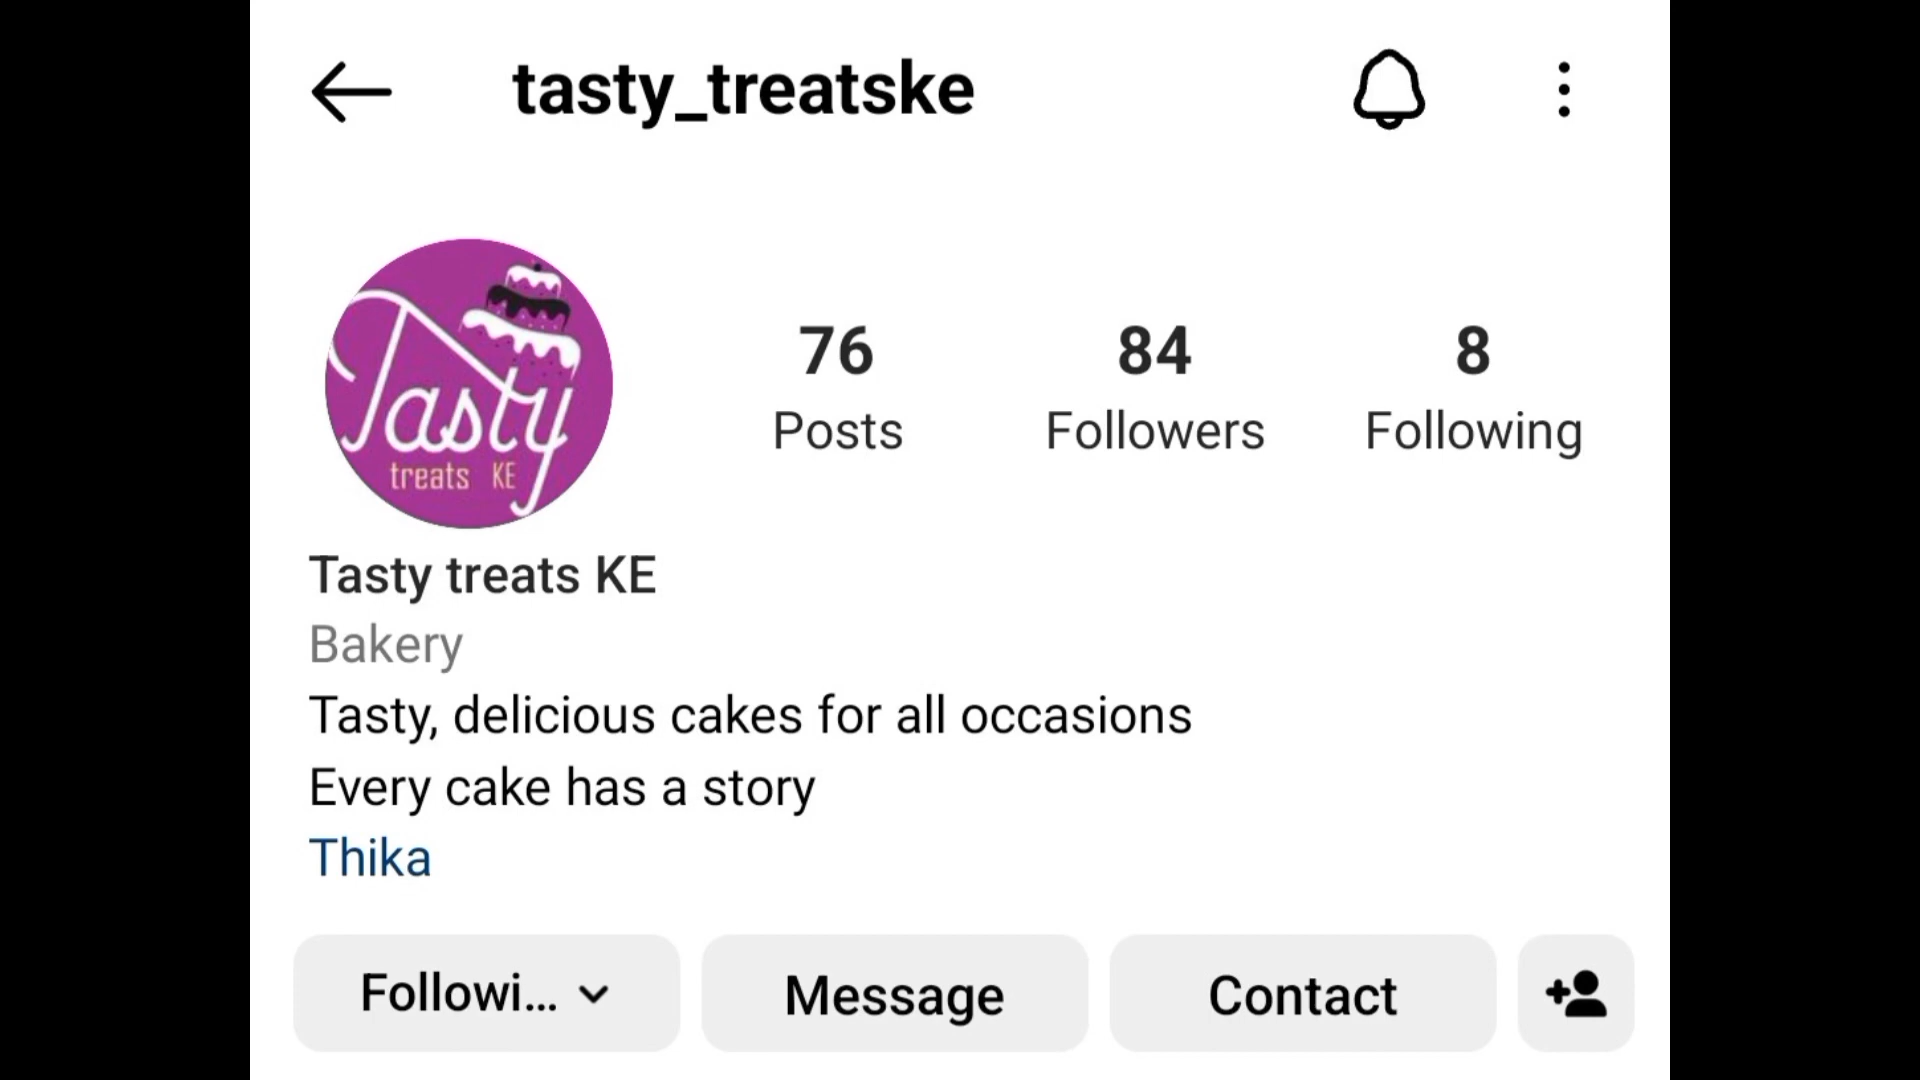 tasty_treatske
Tasty
treats KE
76
84
8
Posts
Followers
Following
Tasty treats KE
Bakery
Tasty, delicious cakes for all occasions
Every cake has a story
Thika
Followi...
Message
Contact